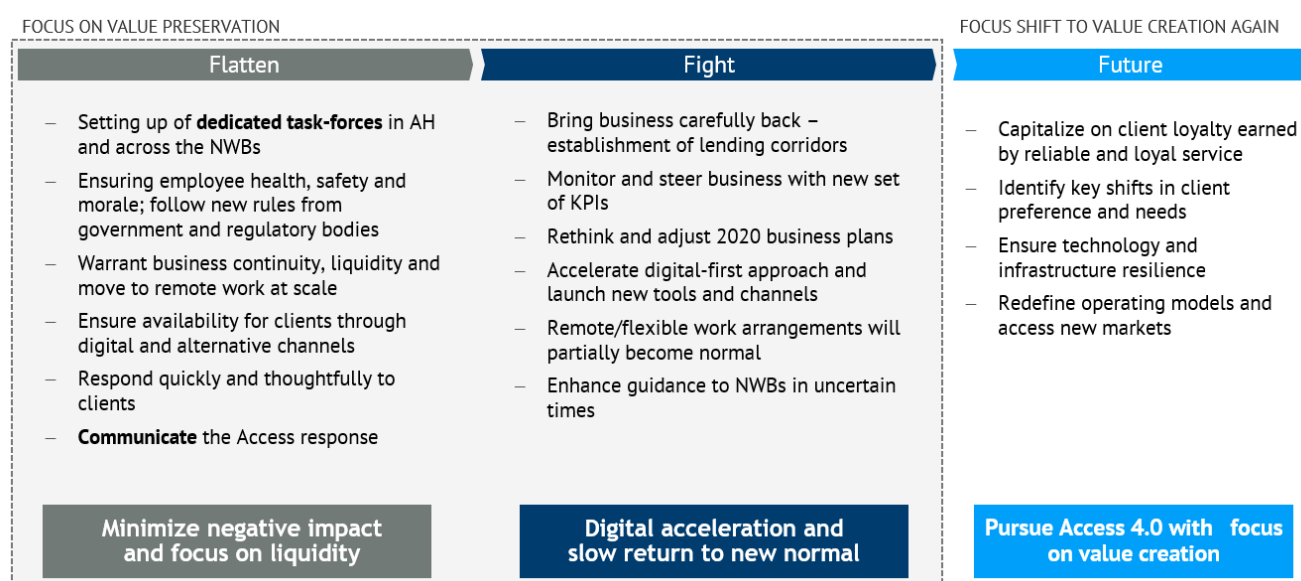 FOCUS ON VALUE PRESERVATION
FOCUS SHIFT TO VALUE CREATION AGAIN
Flatten
– Setting up of dedicated task-forces in AH
and across the NWBs
– Ensuring employee health, safety and
morale; follow new rules from
government and regulatory bodies
– Warrant business continuity, liquidity and
move to remote work at scale
– Ensure availability for clients through
digital and alternative channels
– Respond quickly and thoughtfully to
clients
– Communicate the Access response
Minimize negative impact
and focus on liquidity
Fight
– Bring business carefully back –
establishment of lending corridors
– Monitor and steer business with new set
of KPIs
– Rethink and adjust 2020 business plans
– Accelerate digital-first approach and
launch new tools and channels
– Remote/flexible work arrangements will
partially become normal
– Enhance guidance to NWBs in uncertain
times
Digital acceleration and
slow return to new normal
Future
– Capitalize on client loyalty earned
by reliable and loyal service
– Identify key shifts in client
preference and needs
– Ensure technology and
infrastructure resilience
– Redefine operating models and
access new markets
Pursue Access 4.0 with focus
on value creation